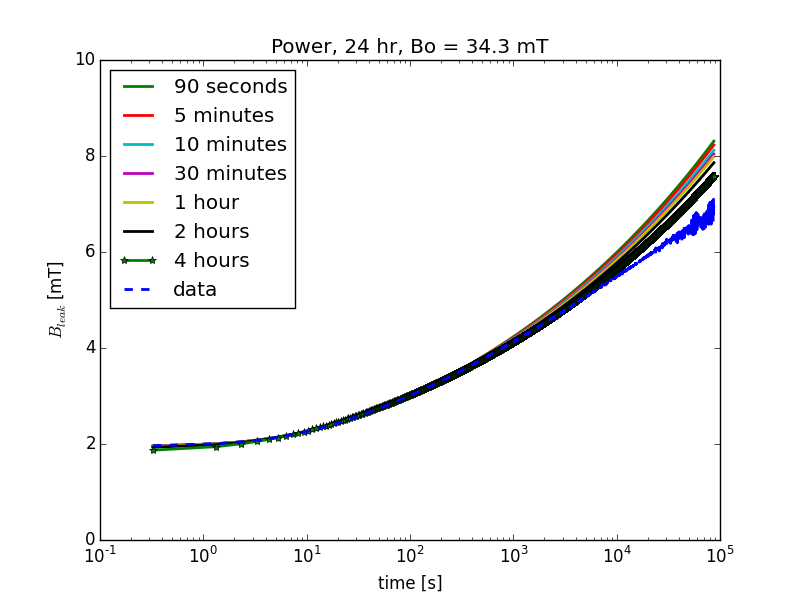 Power, 24 hr, Bo = 34.3 mT
10
8
6
4
2
0
B_{leak} [mT]
90 seconds
5 minutes
10 minutes
30 minutes
1 hour
2 hours
4 hours
data
10^{-1} 10^{0} 10^{1} 10^{2} 10^{3} 10^{4} 10^{5}
time [s]